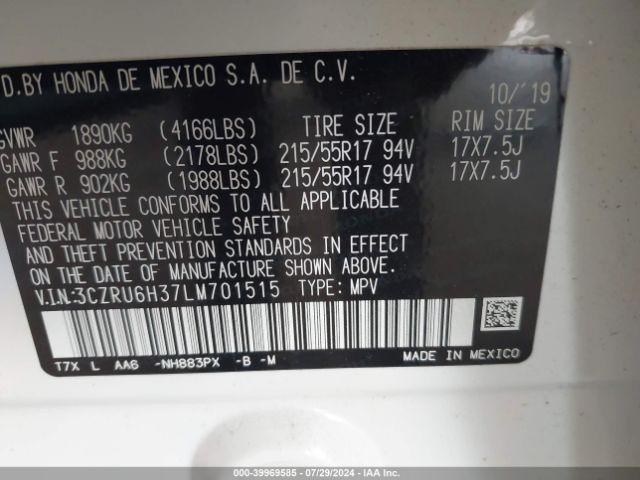 D.BY HONDA DE MEXICO S.A. DE C.V.
10/'19
GVWR 1890KG (4166LBS) TIRE SIZE RIM SIZE
GAWR F 988KG (2178LBS) 215/55R17 94V 17X7.5J
GAWR R 902KG (1988LBS) 215/55R17 94V 17X7.5J
THIS VEHICLE CONFORMS TO ALL APPLICABLE
FEDERAL MOTOR VEHICLE SAFETY
AND THEFT PREVENTION STANDARDS IN EFFECT
ON THE DATE OF MANUFACTURE SHOWN ABOVE.
V.I.N.:3CZRU6H37LM701515 TYPE: MPV
T7X L AA6 -NH883PX -B -M MADE IN MEXICO
000-39969585 - 07/29/2024 - IAA Inc.